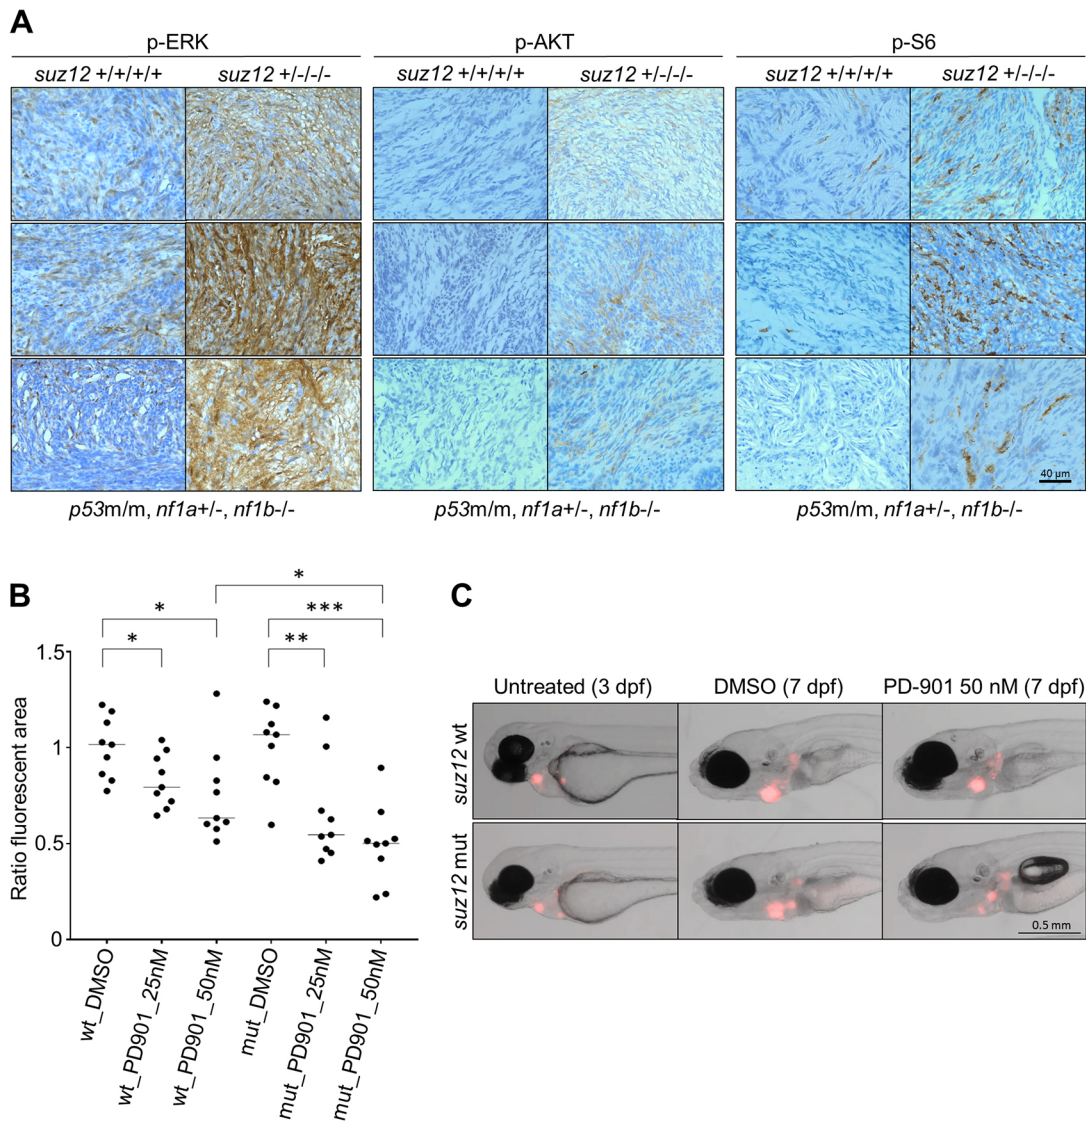 A
p-ERK p-AKT p-S6
suz12 +/+/+/+ suz12 +/-/-/- suz12 +/+/+/+ suz12 +/-/-/- suz12 +/+/+/+ suz12 +/-/-/-
40 µm
p53m/m, nf1a+/-, nf1b-/- p53m/m, nf1a+/-, nf1b-/- p53m/m, nf1a+/-, nf1b-/-
B
*
* ***
* **
Ratio fluorescent area
1.5
1
0.5
0
wt_DMSO
wt_PD901_25nM
wt_PD901_50nM
mut_DMSO
mut_PD901_25nM
mut_PD901_50nM
C
Untreated (3 dpf) DMSO (7 dpf) PD-901 50 nM (7 dpf)
suz12 wt
suz12 mut
0.5 mm